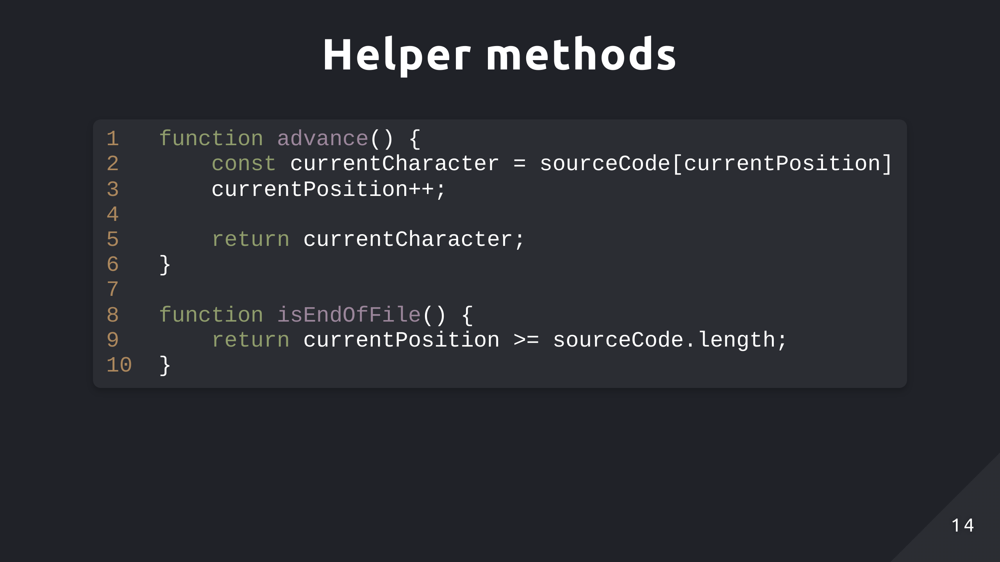 Helper methods
1 function advance() {
2 const currentCharacter = sourceCode[currentPosition]
3 currentPosition++;
4
5 return currentCharacter;
6 }
7
8 function isEndOfFile() {
9 return currentPosition >= sourceCode.length;
10 }
14